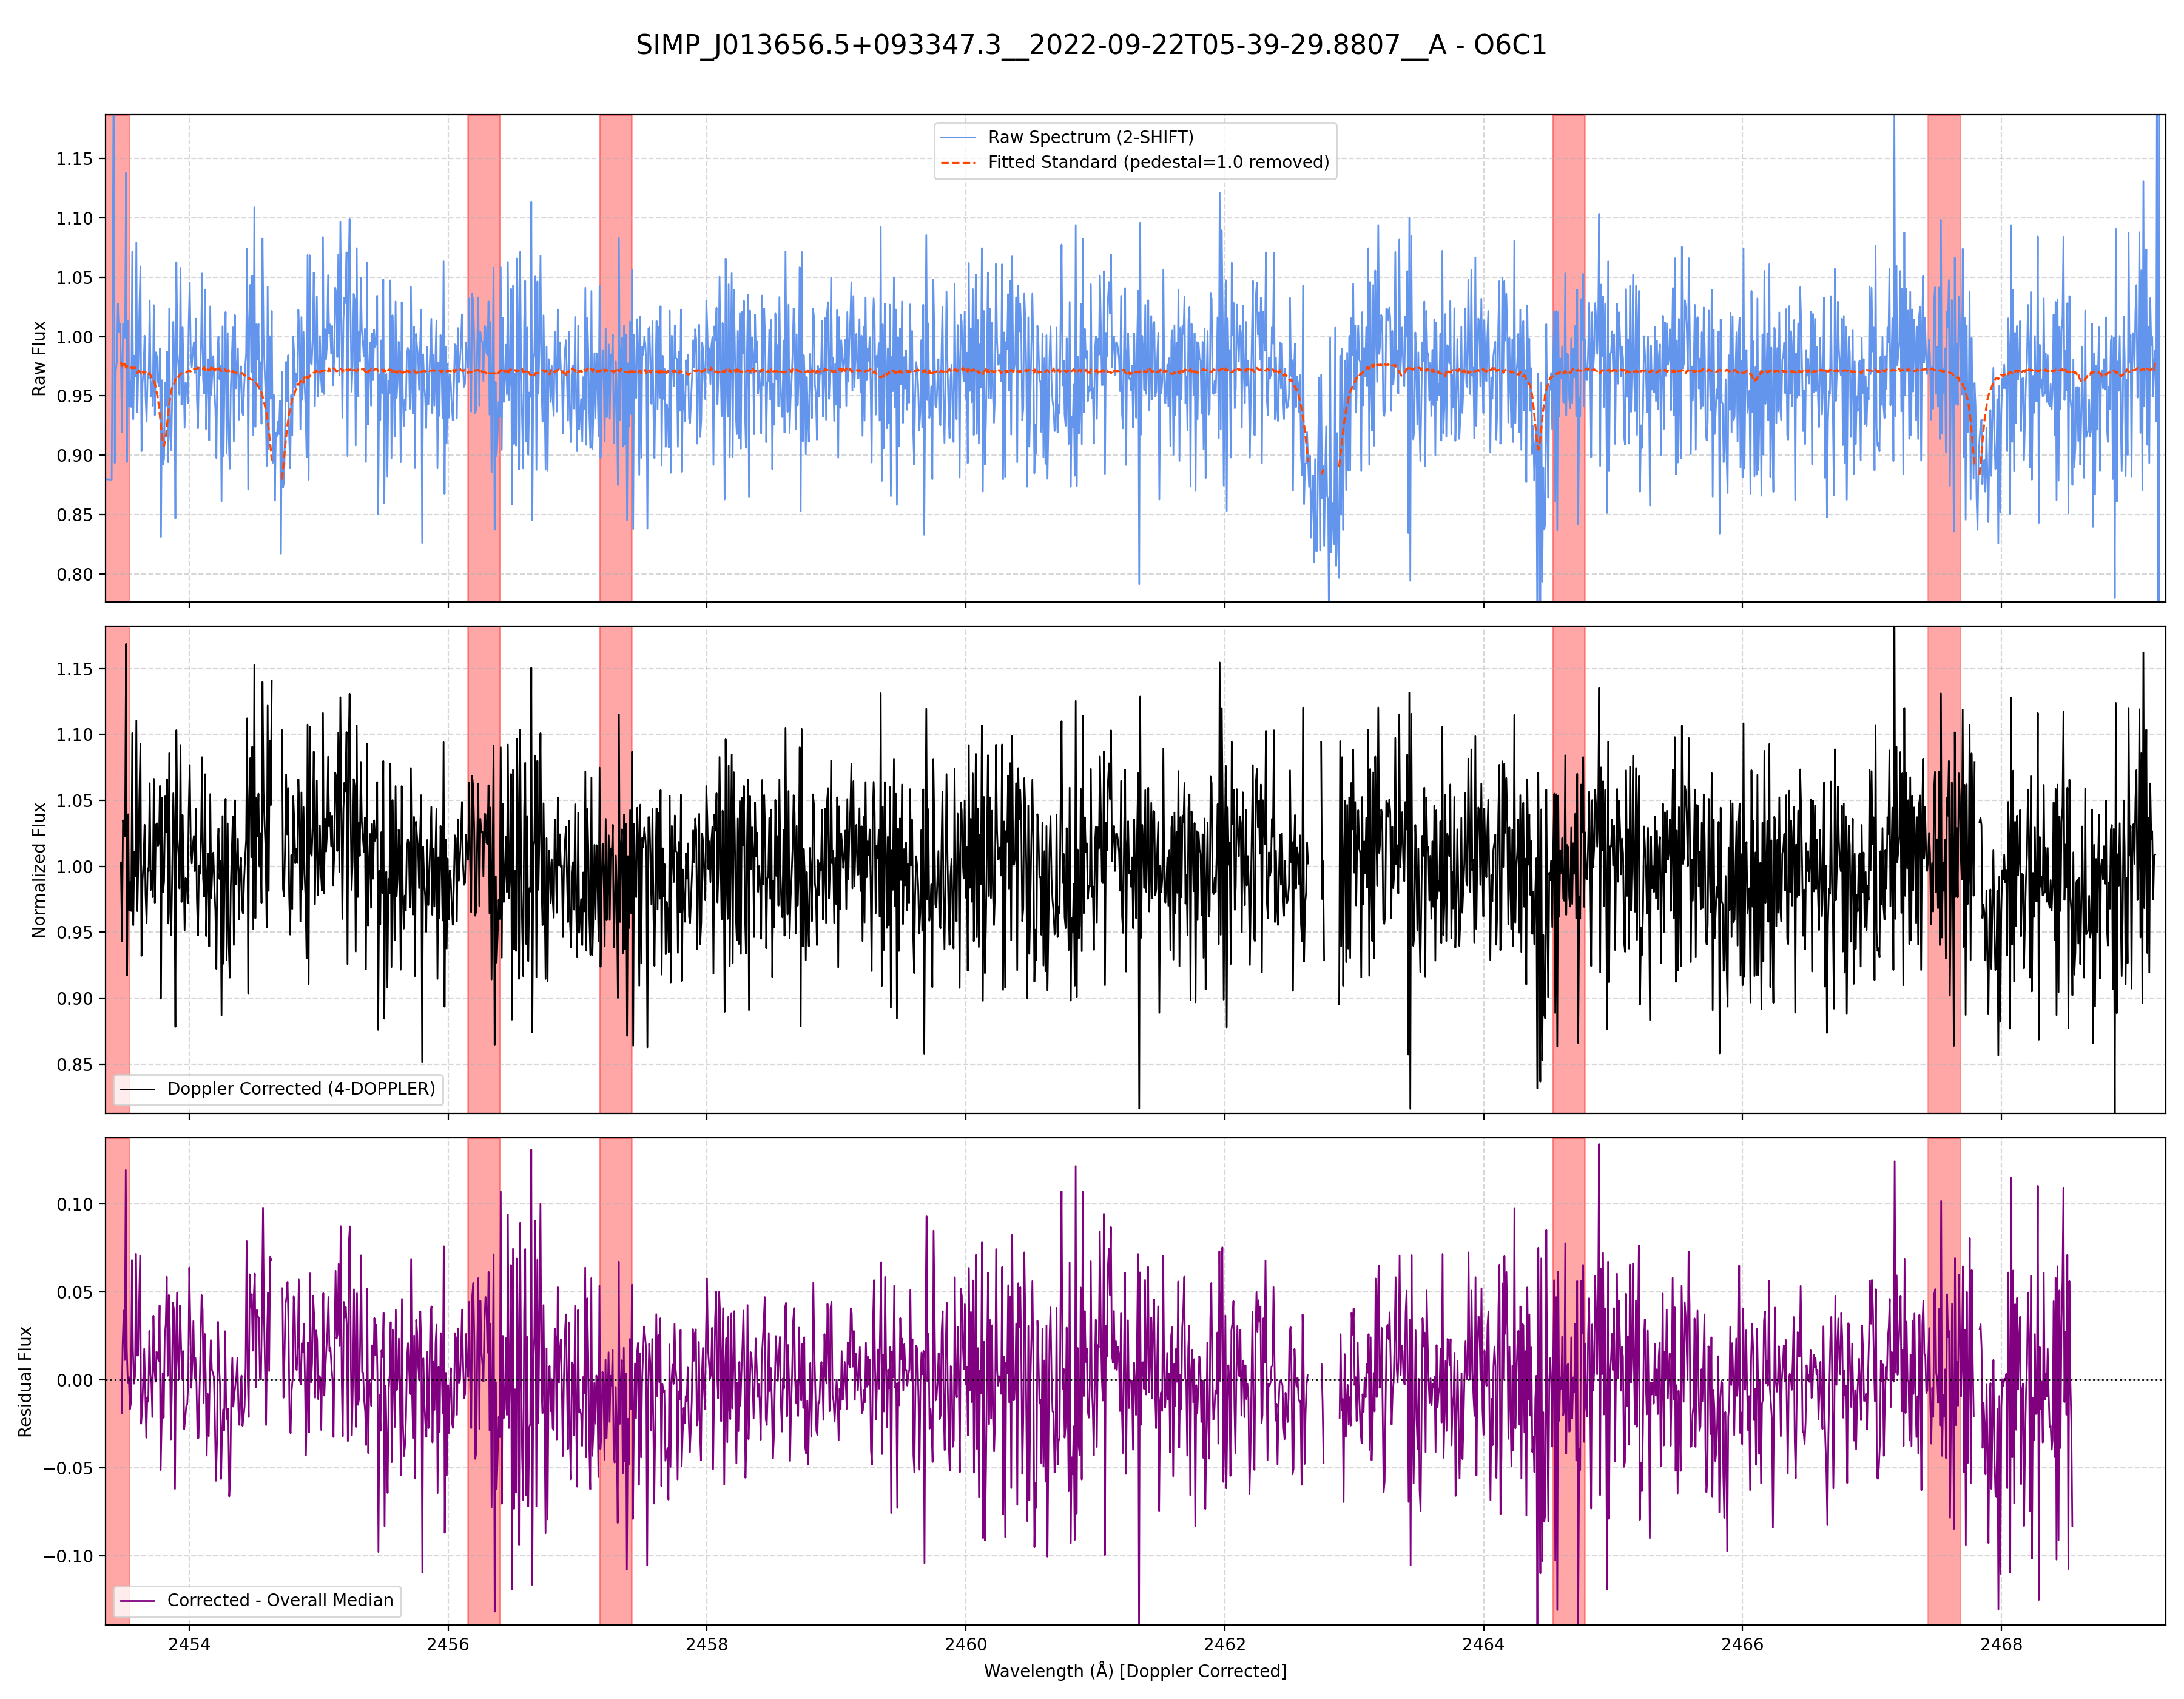 SIMP_J013656.5+093347.3__2022-09-22T05-39-29.8807__A - O6C1
Raw Spectrum (2-SHIFT)
Fitted Standard (pedestal=1.0 removed)
Raw Flux
1.15
1.10
1.05
1.00
0.95
0.90
0.85
0.80
Normalized Flux
1.15
1.10
1.05
1.00
0.95
0.90
0.85
Doppler Corrected (4-DOPPLER)
Residual Flux
0.10
0.05
0.00
−0.05
−0.10
Corrected - Overall Median
2454 2456 2458 2460 2462 2464 2466 2468
Wavelength (Å) [Doppler Corrected]